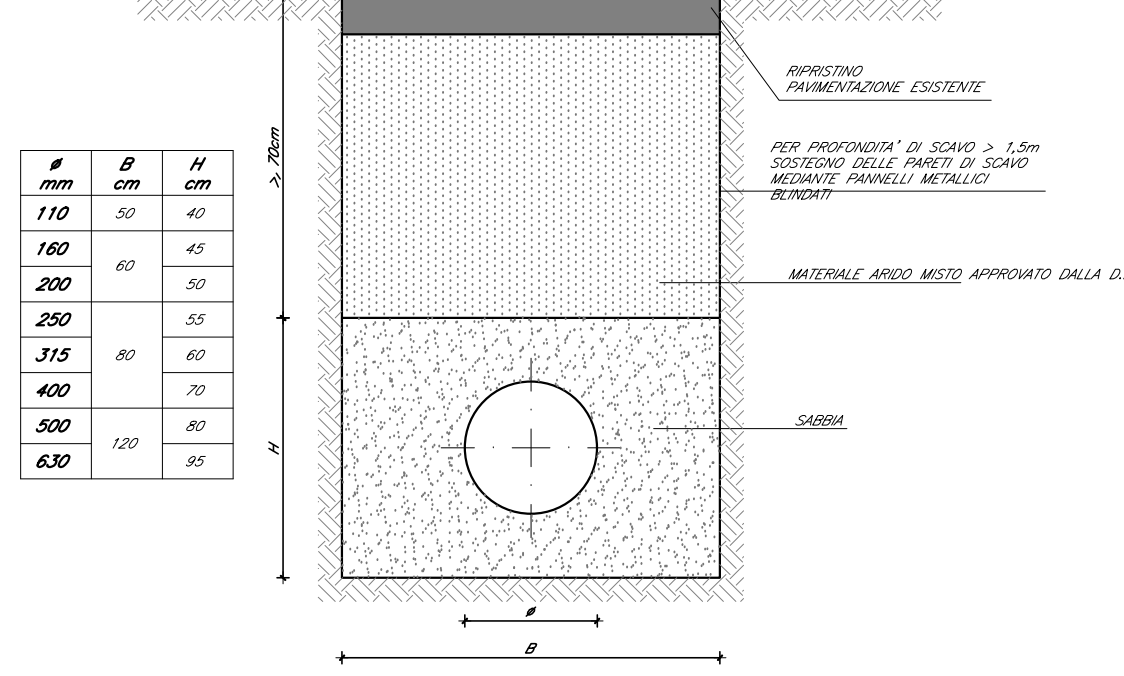 RIPRISTINO
PAVIMENTAZIONE ESISTENTE
PER PROFONDITA' DI SCAVO > 1,5m
SOSTEGNO DELLE PARETI DI SCAVO
MEDIANTE PANNELLI METALLICI
BLINDATI
MATERIALE ARIDO MISTO APPROVATO DALLA D.
SABBIA
⩾ 70cm
H
ø B H
mm cm cm
110 50 40
160 60 45
200 50
250 55
315 80 60
400 70
500 120 80
630 95
ø
B